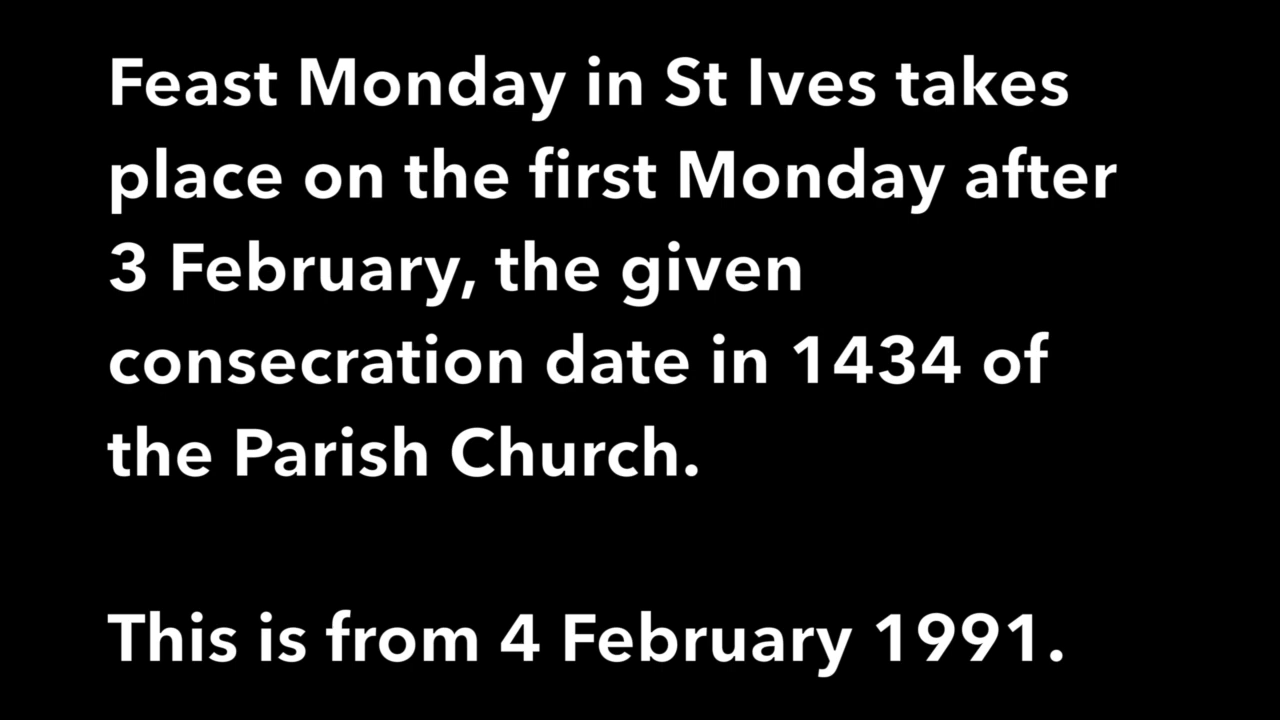 Feast Monday in St Ives takes
place on the first Monday after
3 February, the given
consecration date in 1434 of
the Parish Church.
This is from 4 February 1991.